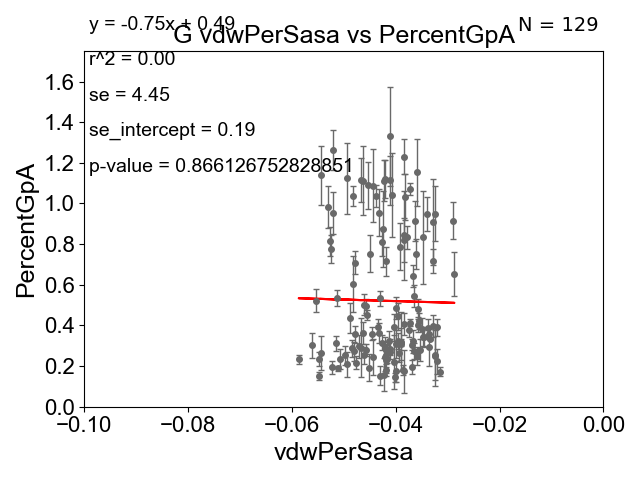 y = -0.75x + 0.49
G vdwPerSasa vs PercentGpA
N = 129
r^2 = 0.00
se = 4.45
se_intercept = 0.19
p-value = 0.866126752828851
PercentGpA
1.6
1.4
1.2
1.0
0.8
0.6
0.4
0.2
0.0
−0.10 −0.08 −0.06 −0.04 −0.02 0.00
vdwPerSasa